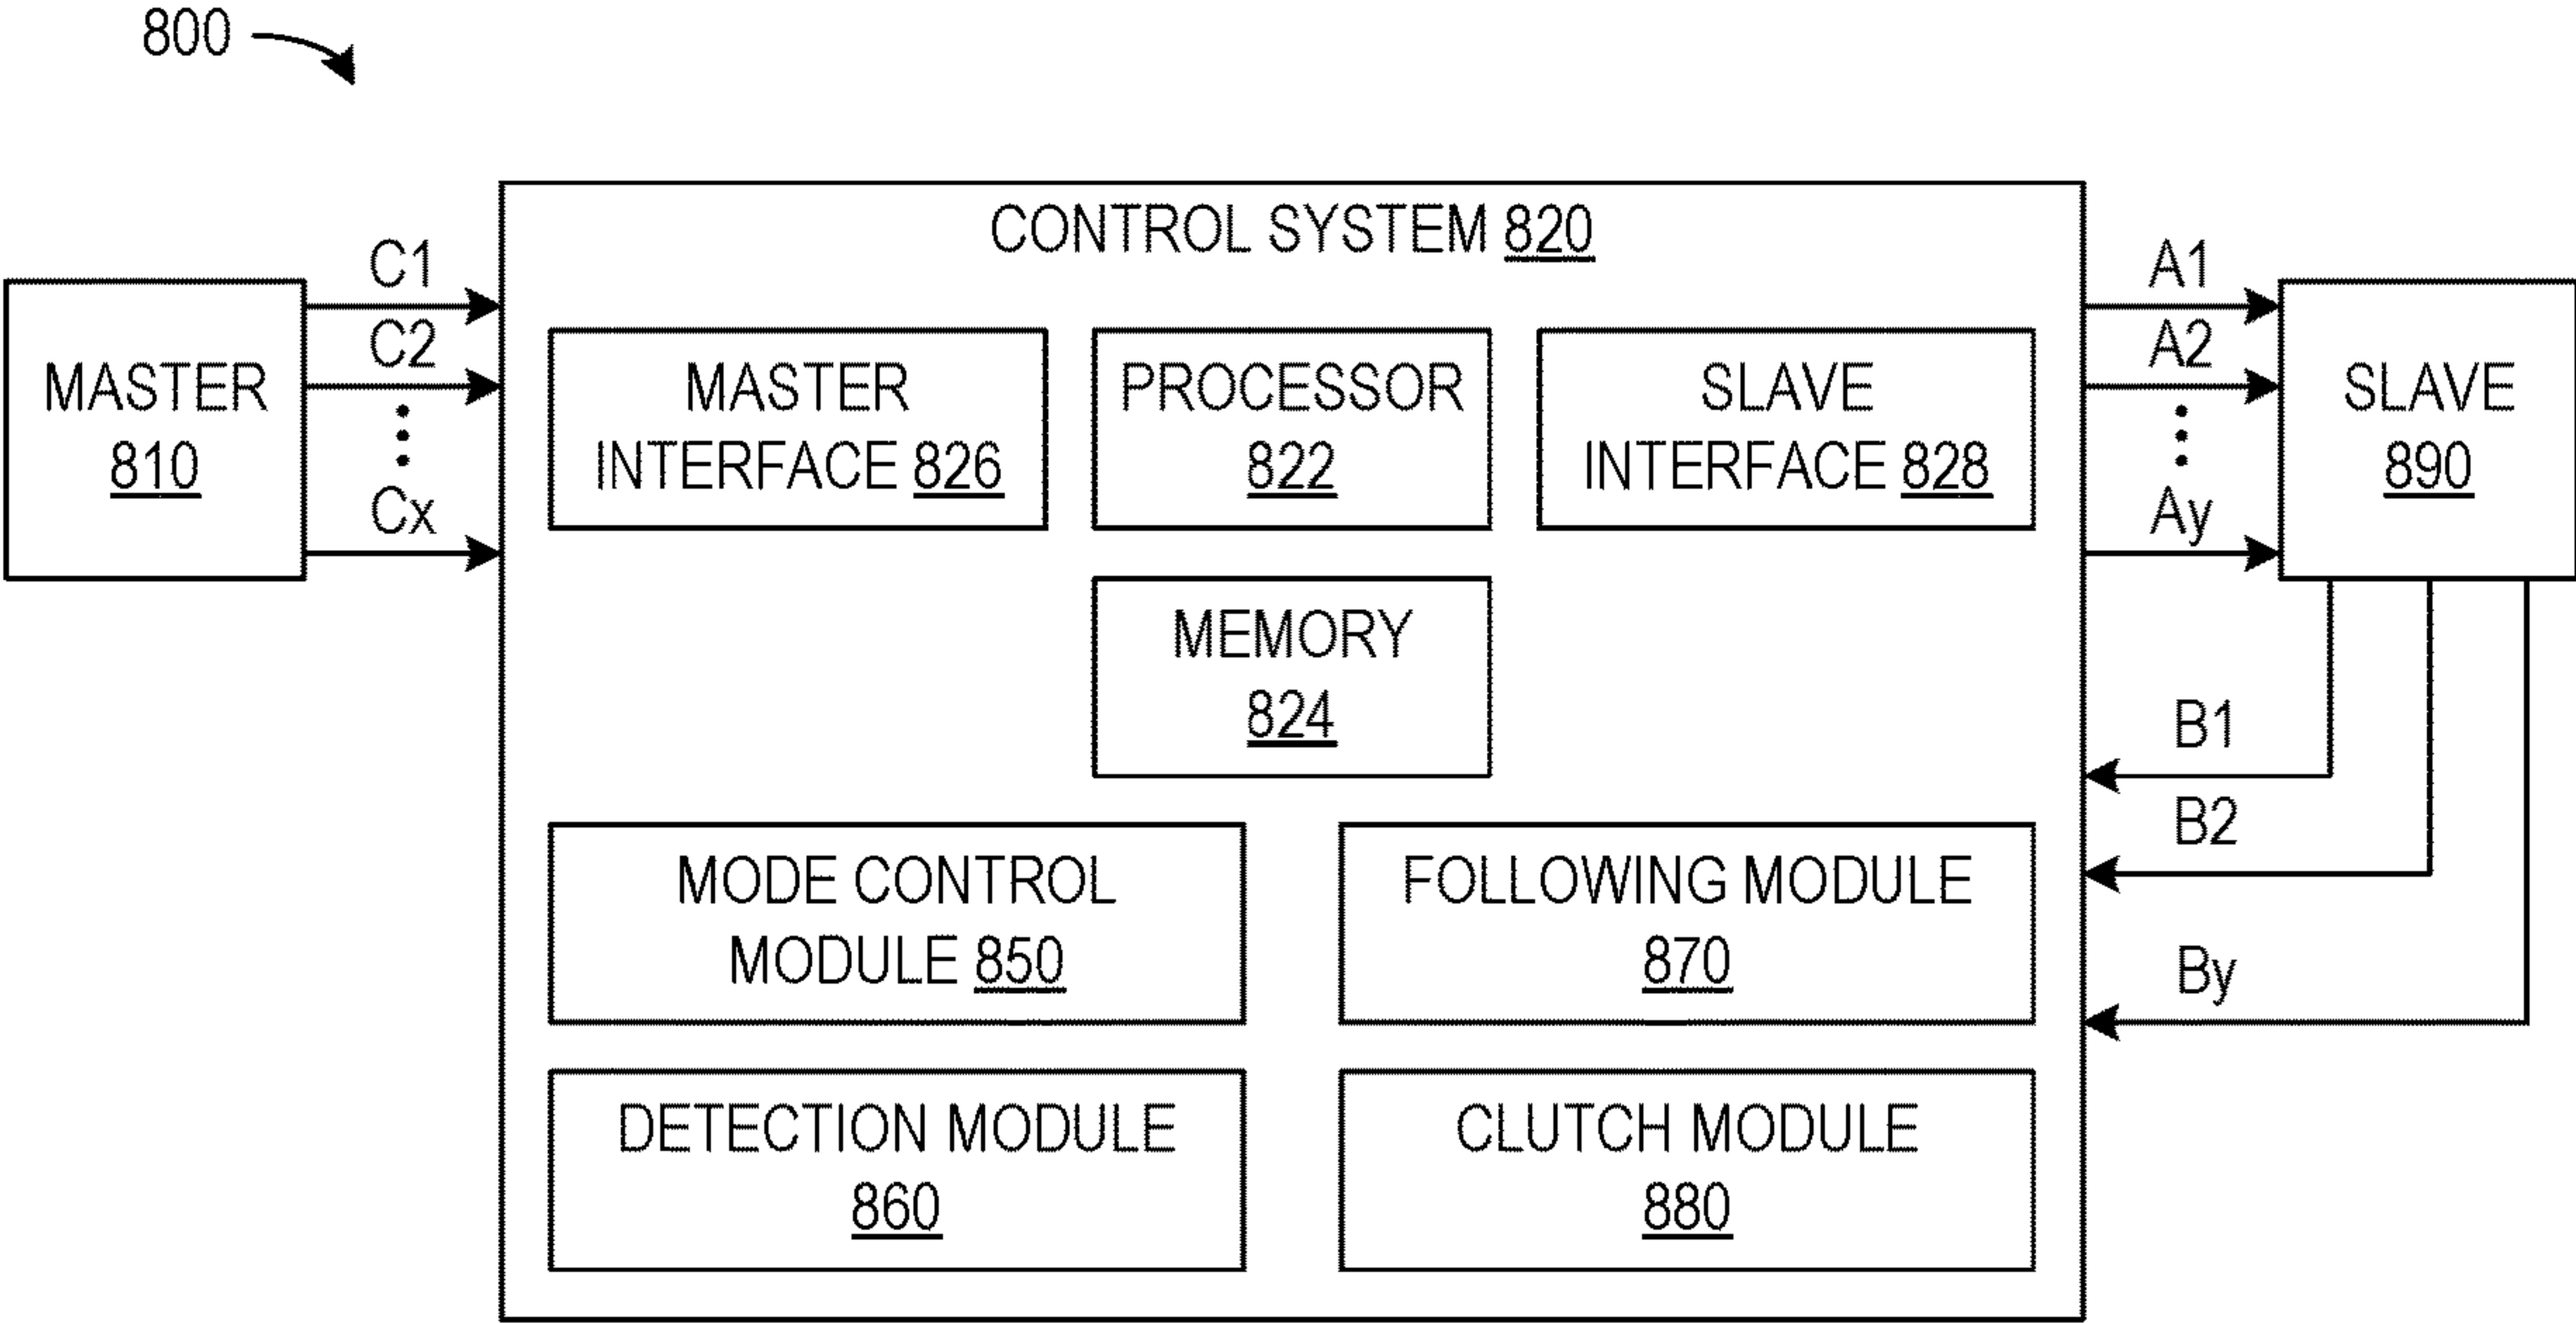 800
CONTROL SYSTEM 820
C1
C2
Cx
MASTER
810
MASTER
INTERFACE 826
PROCESSOR
822
SLAVE
INTERFACE 828
A1
A2
Ay
SLAVE
890
MEMORY
824
B1
B2
By
MODE CONTROL
MODULE 850
FOLLOWING MODULE
870
DETECTION MODULE
860
CLUTCH MODULE
880